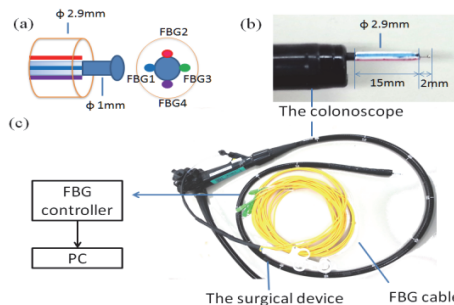 (a)
ϕ 2.9mm
FBG2
FBG1
FBG3
FBG4
ϕ 1mm
(b)
ϕ 2.9mm
15mm
2mm
The colonoscope
(c)
FBG
controller
PC
The surgical device
FBG cable